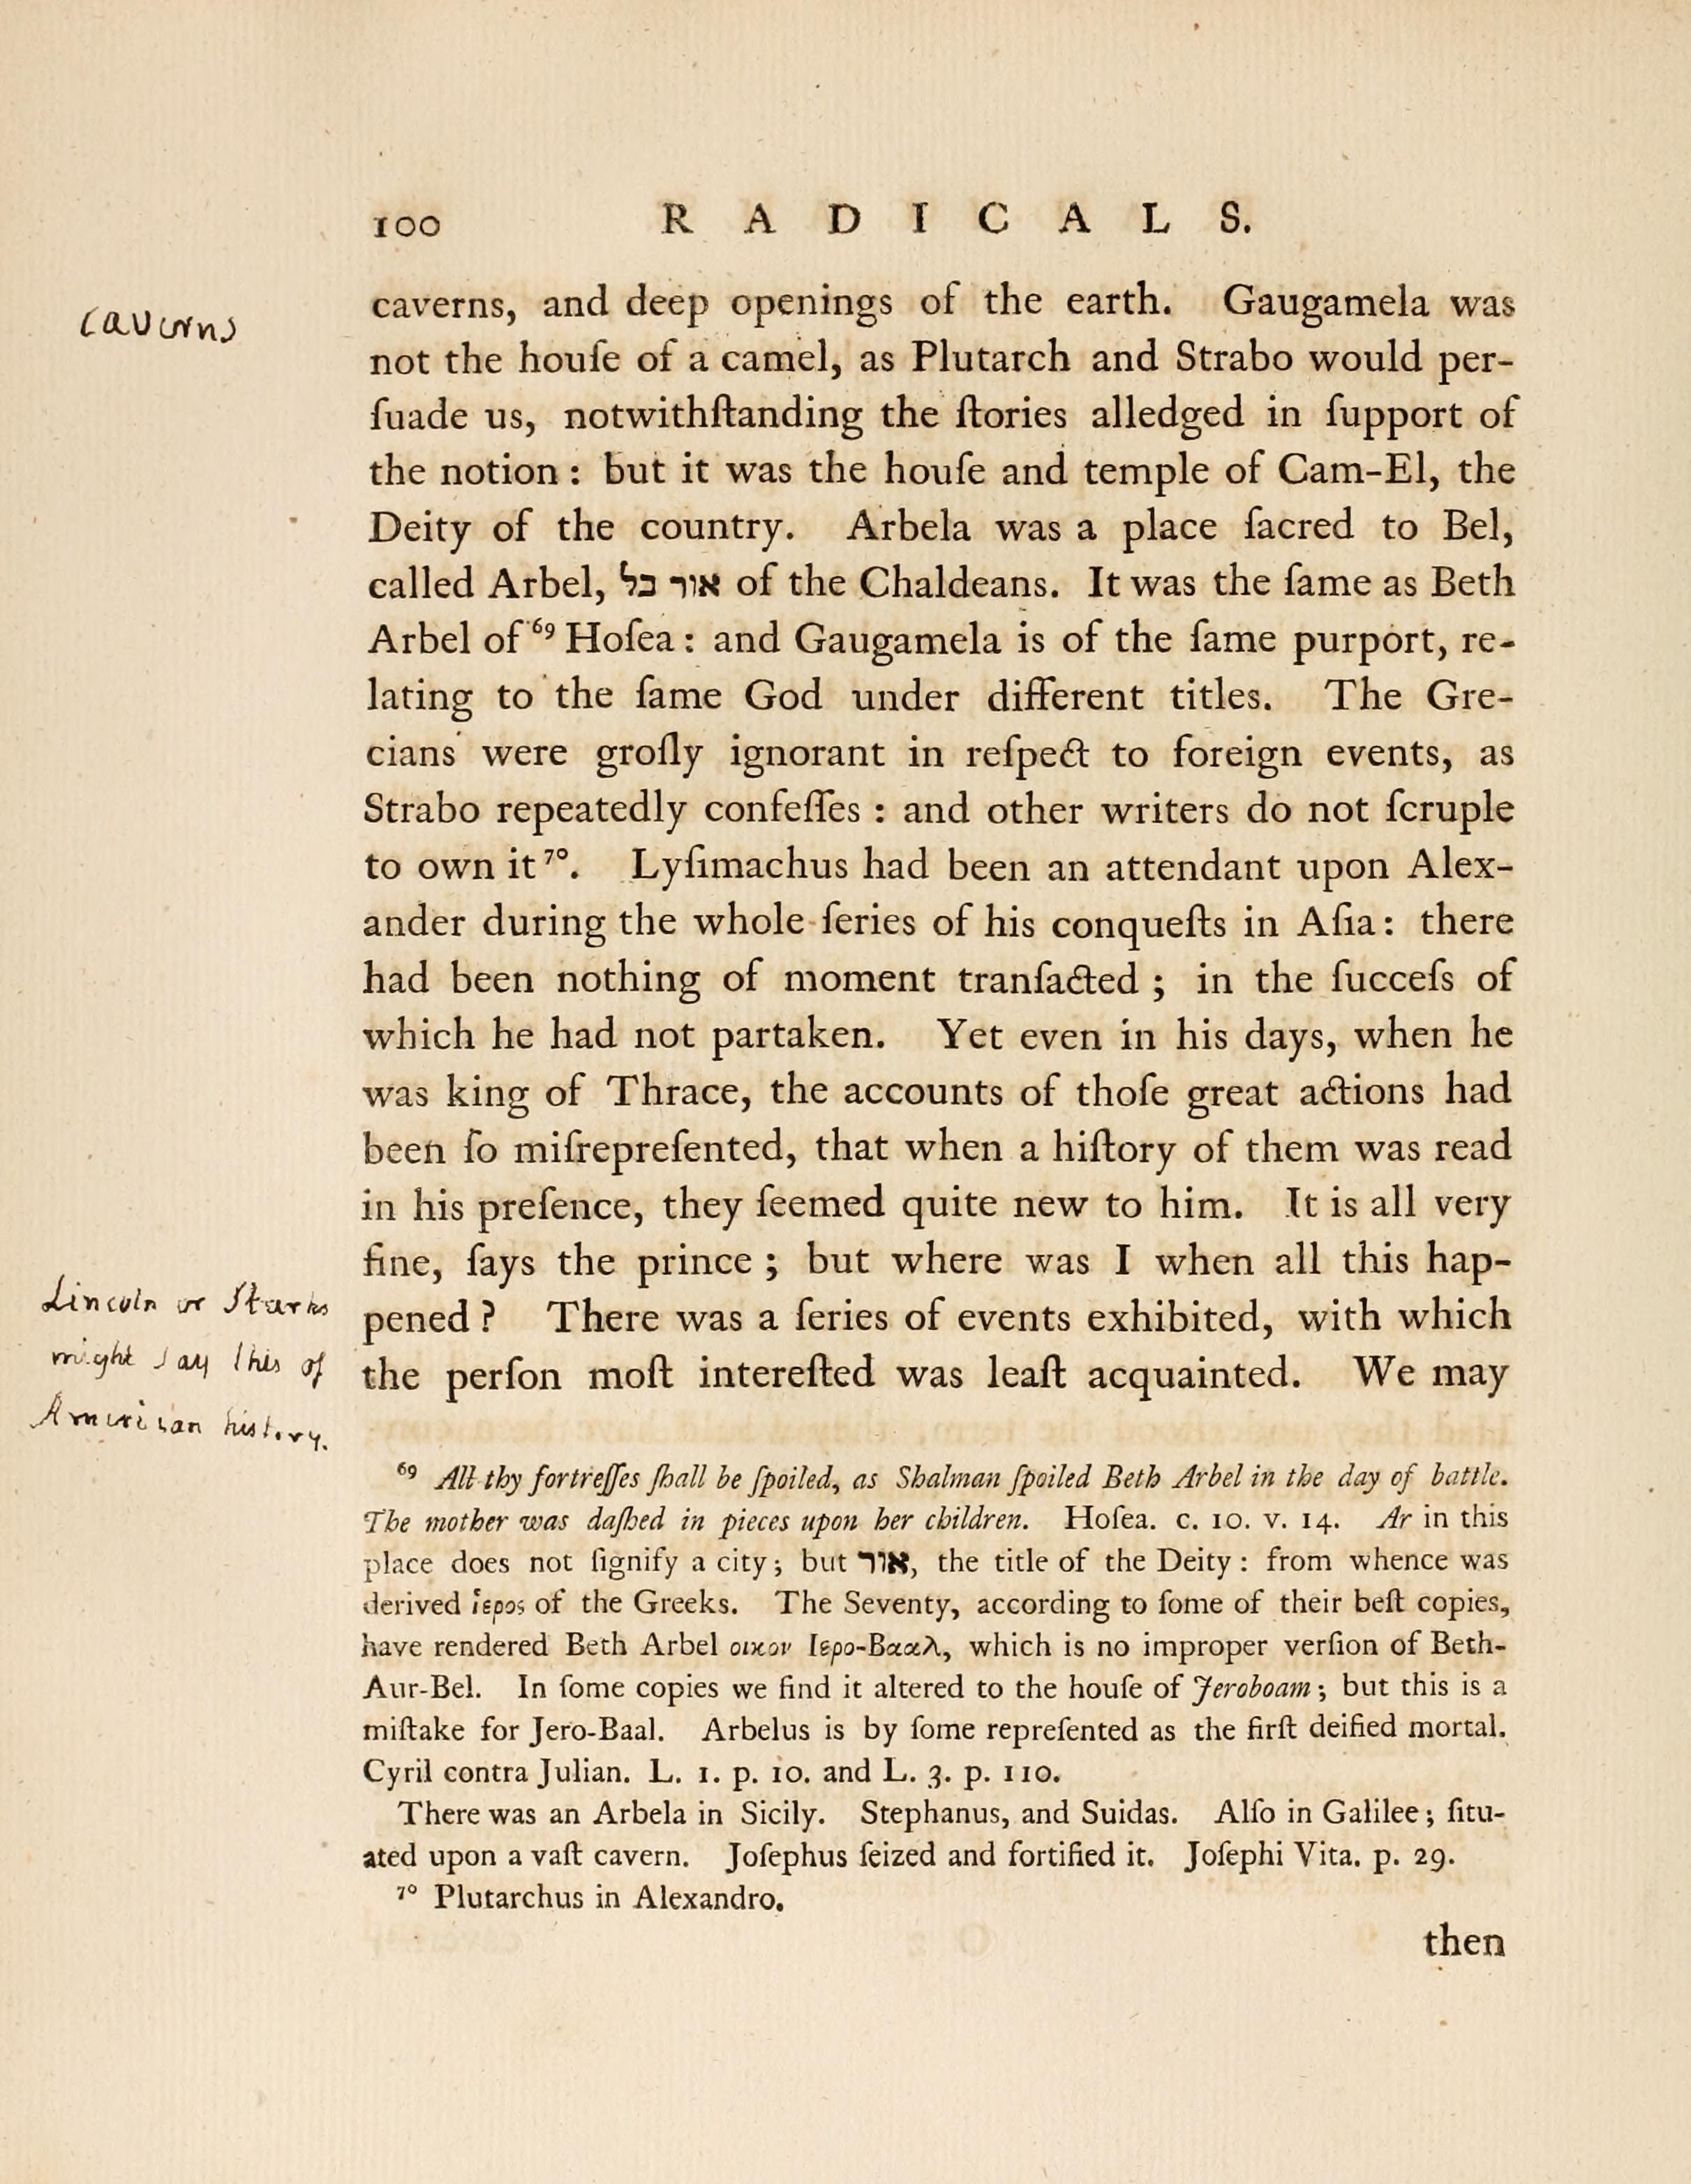 100 RADICALS.
caverns
caverns, and deep openings of the earth. Gaugamela was
not the houſe of a camel, as Plutarch and Strabo would per-
ſuade us, notwithſtanding the ſtories alledged in ſupport of
the notion : but it was the houſe and temple of Cam-El, the
Deity of the country. Arbela was a place ſacred to Bel,
called Arbel, אור בל of the Chaldeans. It was the ſame as Beth
Arbel of ⁶⁹ Hoſea : and Gaugamela is of the ſame purport, re-
lating to the ſame God under different titles. The Gre-
cians were groſly ignorant in reſpect to foreign events, as
Strabo repeatedly confeſſes : and other writers do not ſcruple
to own it ⁷⁰. Lyſimachus had been an attendant upon Alex-
ander during the whole ſeries of his conqueſts in Aſia : there
had been nothing of moment tranſacted ; in the ſucceſs of
which he had not partaken. Yet even in his days, when he
was king of Thrace, the accounts of thoſe great actions had
been ſo miſrepreſented, that when a hiſtory of them was read
in his preſence, they ſeemed quite new to him. It is all very
fine, ſays the prince ; but where was I when all this hap-
pened ? There was a ſeries of events exhibited, with which
the perſon moſt intereſted was leaſt acquainted. We may
Lincoln or Starks
might say this of
American history.
⁶⁹ All thy fortreſſes ſhall be ſpoiled, as Shalman ſpoiled Beth Arbel in the day of battle.
The mother was daſhed in pieces upon her children. Hoſea. c. 10. v. 14. Ar in this
place does not ſignify a city ; but אור, the title of the Deity : from whence was
derived ἱερος of the Greeks. The Seventy, according to ſome of their beſt copies,
have rendered Beth Arbel οικον Ιερο-Βααλ, which is no improper verſion of Beth-
Aur-Bel. In ſome copies we find it altered to the houſe of Jeroboam ; but this is a
miſtake for Jero-Baal. Arbelus is by ſome repreſented as the firſt deified mortal.
Cyril contra Julian. L. 1. p. 10. and L. 3. p. 110.
There was an Arbela in Sicily. Stephanus, and Suidas. Alſo in Galilee ; ſitu-
ated upon a vaſt cavern. Joſephus ſeized and fortified it. Joſephi Vita. p. 29.
⁷⁰ Plutarchus in Alexandro.
then